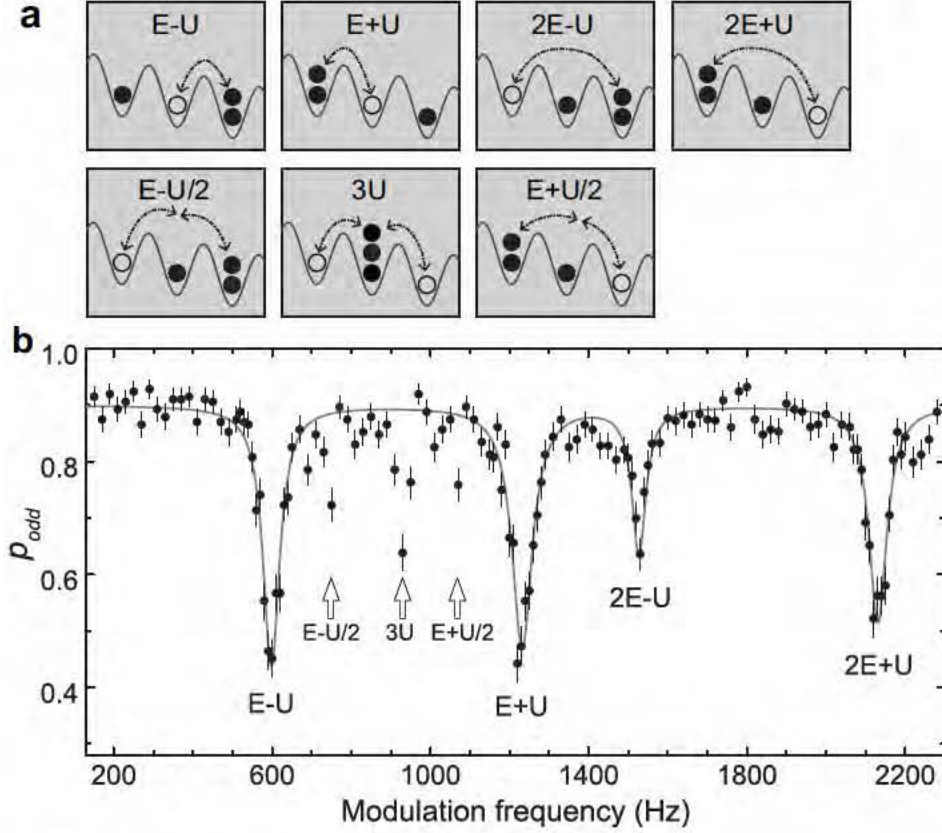 a
E-U
E+U
2E-U
2E+U
E-U/2
3U
E+U/2
b
1.0
0.8
0.6
0.4
p_odd
E-U/2
3U
E+U/2
2E-U
E-U
E+U
2E+U
200
600
1000
1400
1800
2200
Modulation frequency (Hz)